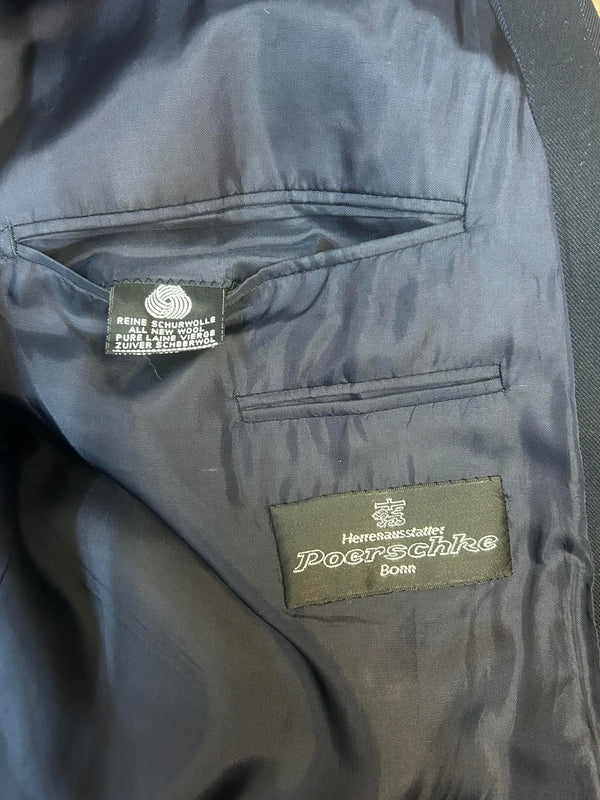 REINE SCHURWOLLE
ALL NEW WOOL
PURE LAINE VIERGE
ZUIVER SCHEERWOL
Herrenausstatter
Poerschke
Bonn